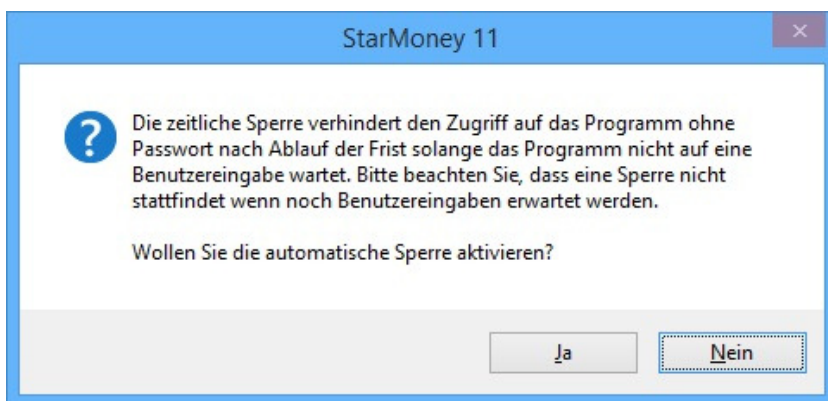 StarMoney 11
Die zeitliche Sperre verhindert den Zugriff auf das Programm ohne
Passwort nach Ablauf der Frist solange das Programm nicht auf eine
Benutzereingabe wartet. Bitte beachten Sie, dass eine Sperre nicht
stattfindet wenn noch Benutzereingaben erwartet werden.
Wollen Sie die automatische Sperre aktivieren?
Ja
Nein